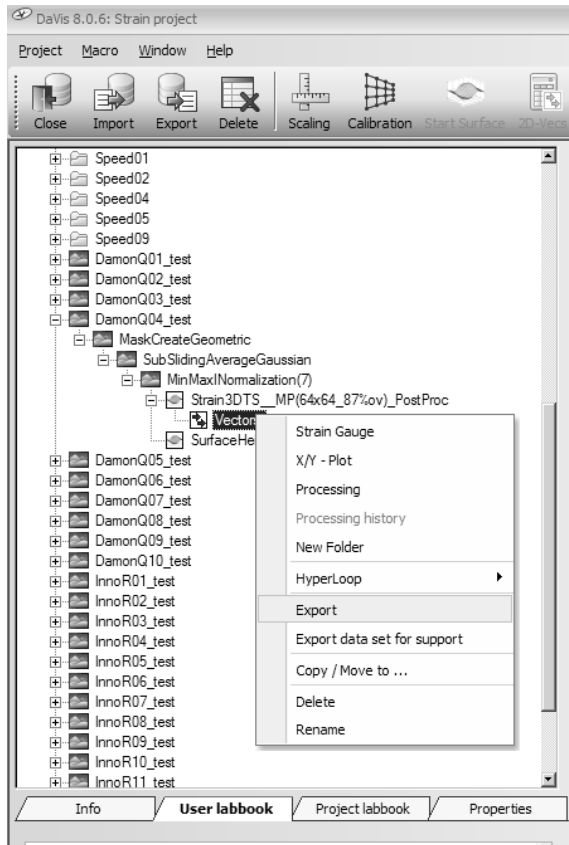 DaVis 8.0.6: Strain project
Project Macro Window Help
Close Import Export Delete Scaling Calibration Start Surface 2D-Vecs
Speed01
Speed02
Speed04
Speed05
Speed09
DamonQ01_test
DamonQ02_test
DamonQ03_test
DamonQ04_test
MaskCreateGeometric
SubSlidingAverageGaussian
MinMaxINormalization(7)
Strain3DTS__MP(64x64_87%ov)_PostProc
Vector
SurfaceHe
DamonQ05_test
DamonQ06_test
DamonQ07_test
DamonQ08_test
DamonQ09_test
DamonQ10_test
InnoR01_test
InnoR02_test
InnoR03_test
InnoR04_test
InnoR05_test
InnoR06_test
InnoR07_test
InnoR08_test
InnoR09_test
InnoR10_test
InnoR11_test
Strain Gauge
X/Y - Plot
Processing
Processing history
New Folder
HyperLoop
Export
Export data set for support
Copy / Move to ...
Delete
Rename
Info User labbook Project labbook Properties